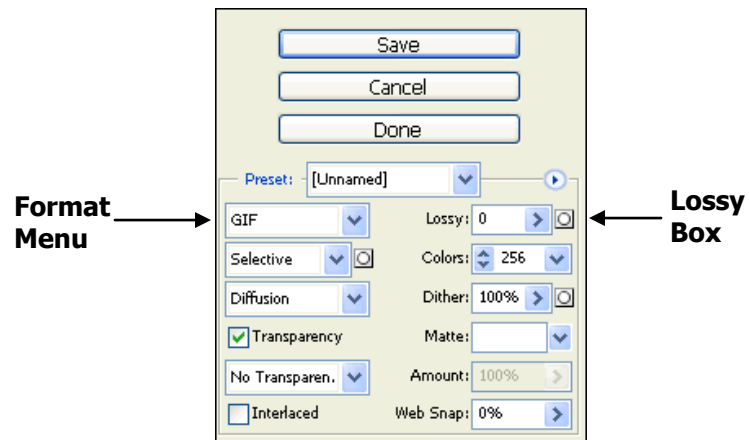 Save
Cancel
Done
Preset: [Unnamed]
Format Menu
GIF
Lossy: 0
Lossy Box
Selective
Colors: 256
Diffusion
Dither: 100%
Transparency
Matte:
No Transparen.
Amount: 100%
Interlaced
Web Snap: 0%